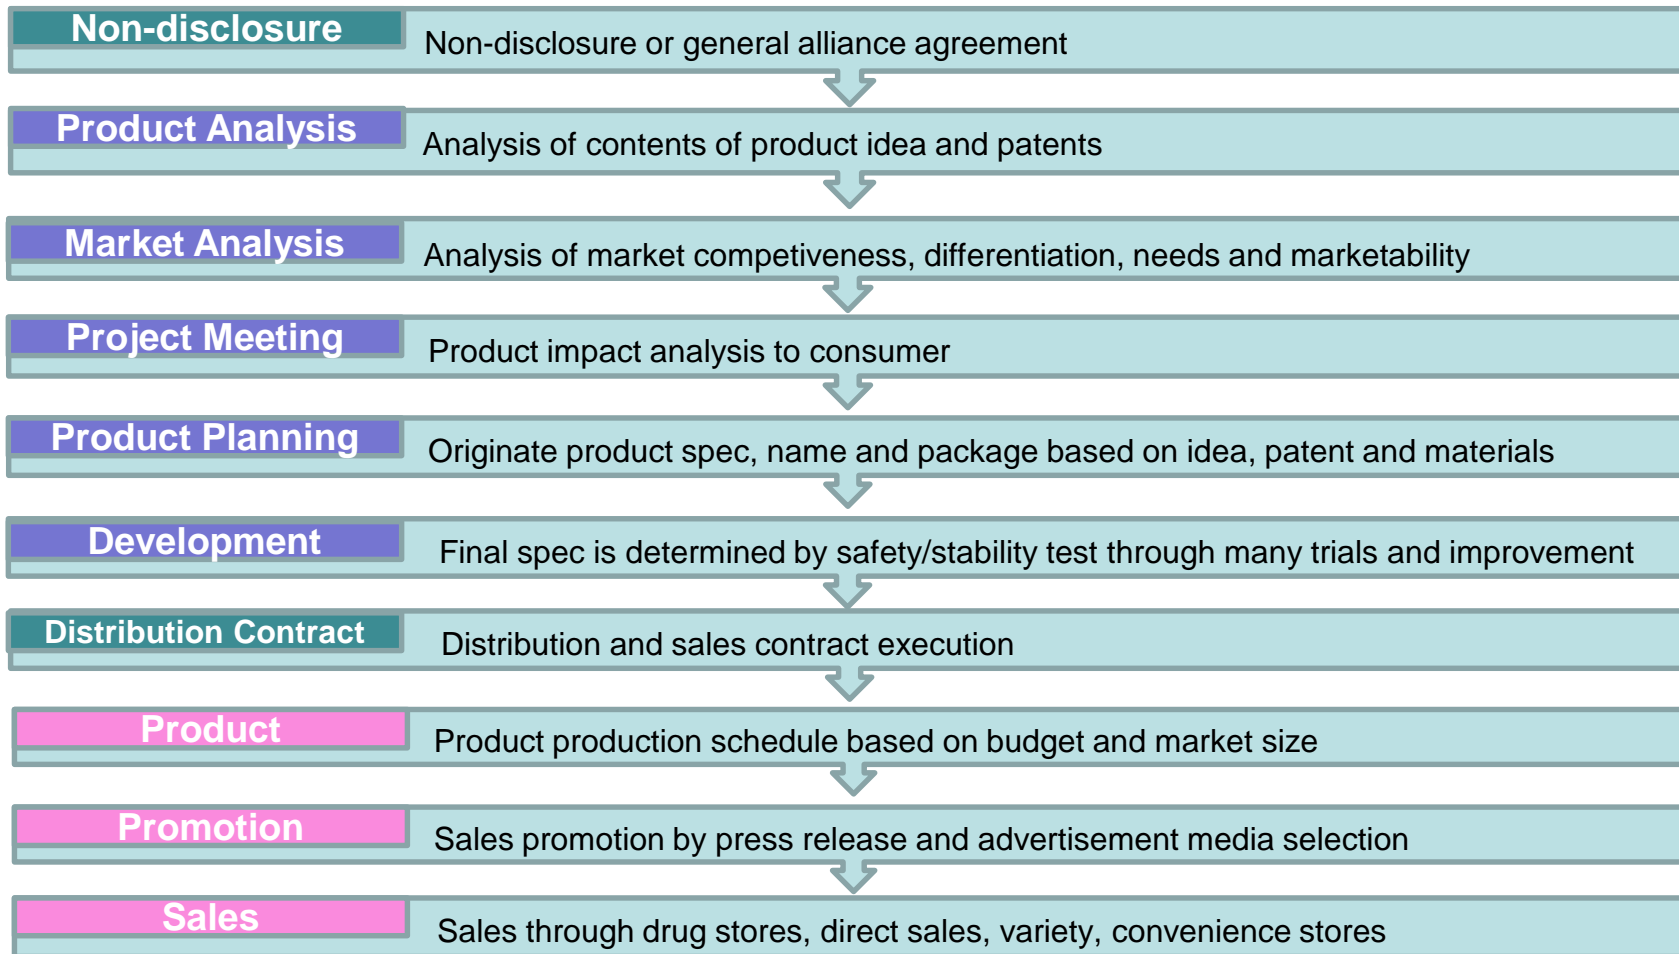 Non-disclosure
Non-disclosure or general alliance agreement
Product Analysis
Analysis of contents of product idea and patents
Market Analysis
Analysis of market competiveness, differentiation, needs and marketability
Project Meeting
Product impact analysis to consumer
Product Planning
Originate product spec, name and package based on idea, patent and materials
Development
Final spec is determined by safety/stability test through many trials and improvement
Distribution Contract
Distribution and sales contract execution
Product
Product production schedule based on budget and market size
Promotion
Sales promotion by press release and advertisement media selection
Sales
Sales through drug stores, direct sales, variety, convenience stores